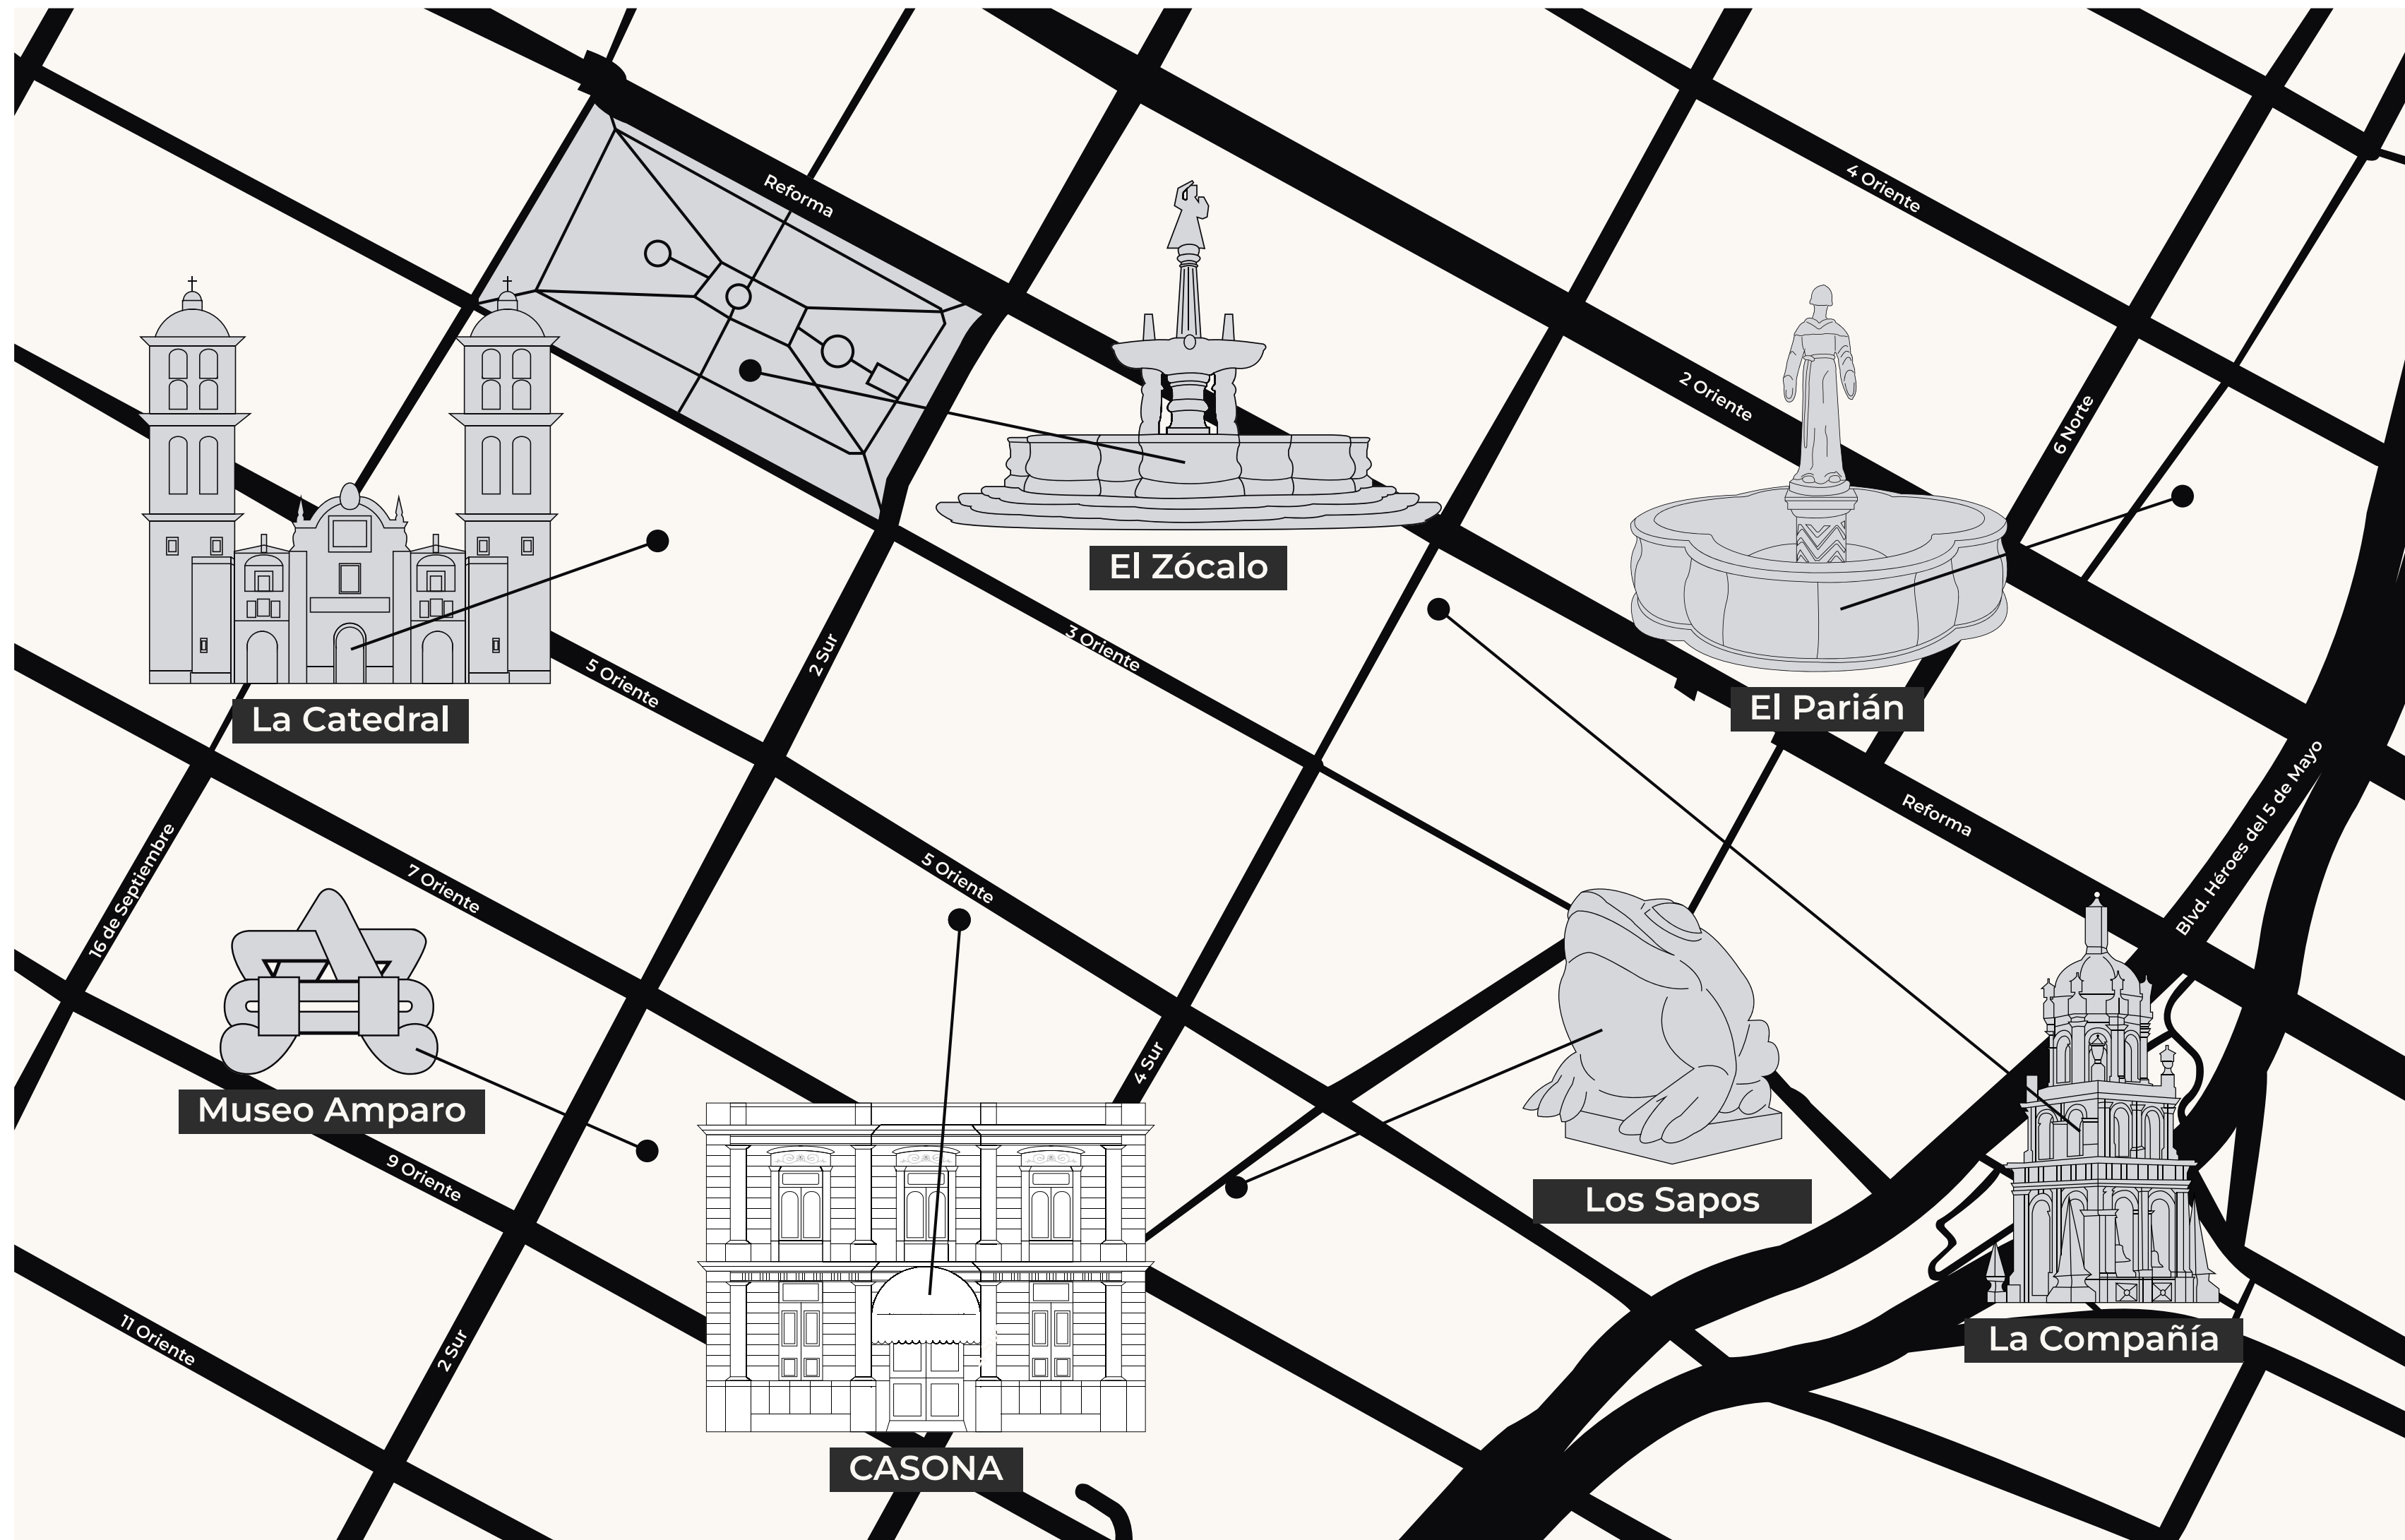 Reforma
4 Oriente
2 Oriente
6 Norte
El Zócalo
3 Oriente
2 Sur
5 Oriente
La Catedral
El Parián
Reforma
Blvd. Héroes del 5 de Mayo
16 de Septiembre
7 Oriente
5 Oriente
4 Sur
Museo Amparo
9 Oriente
Los Sapos
11 Oriente
2 Sur
La Compañía
CASONA